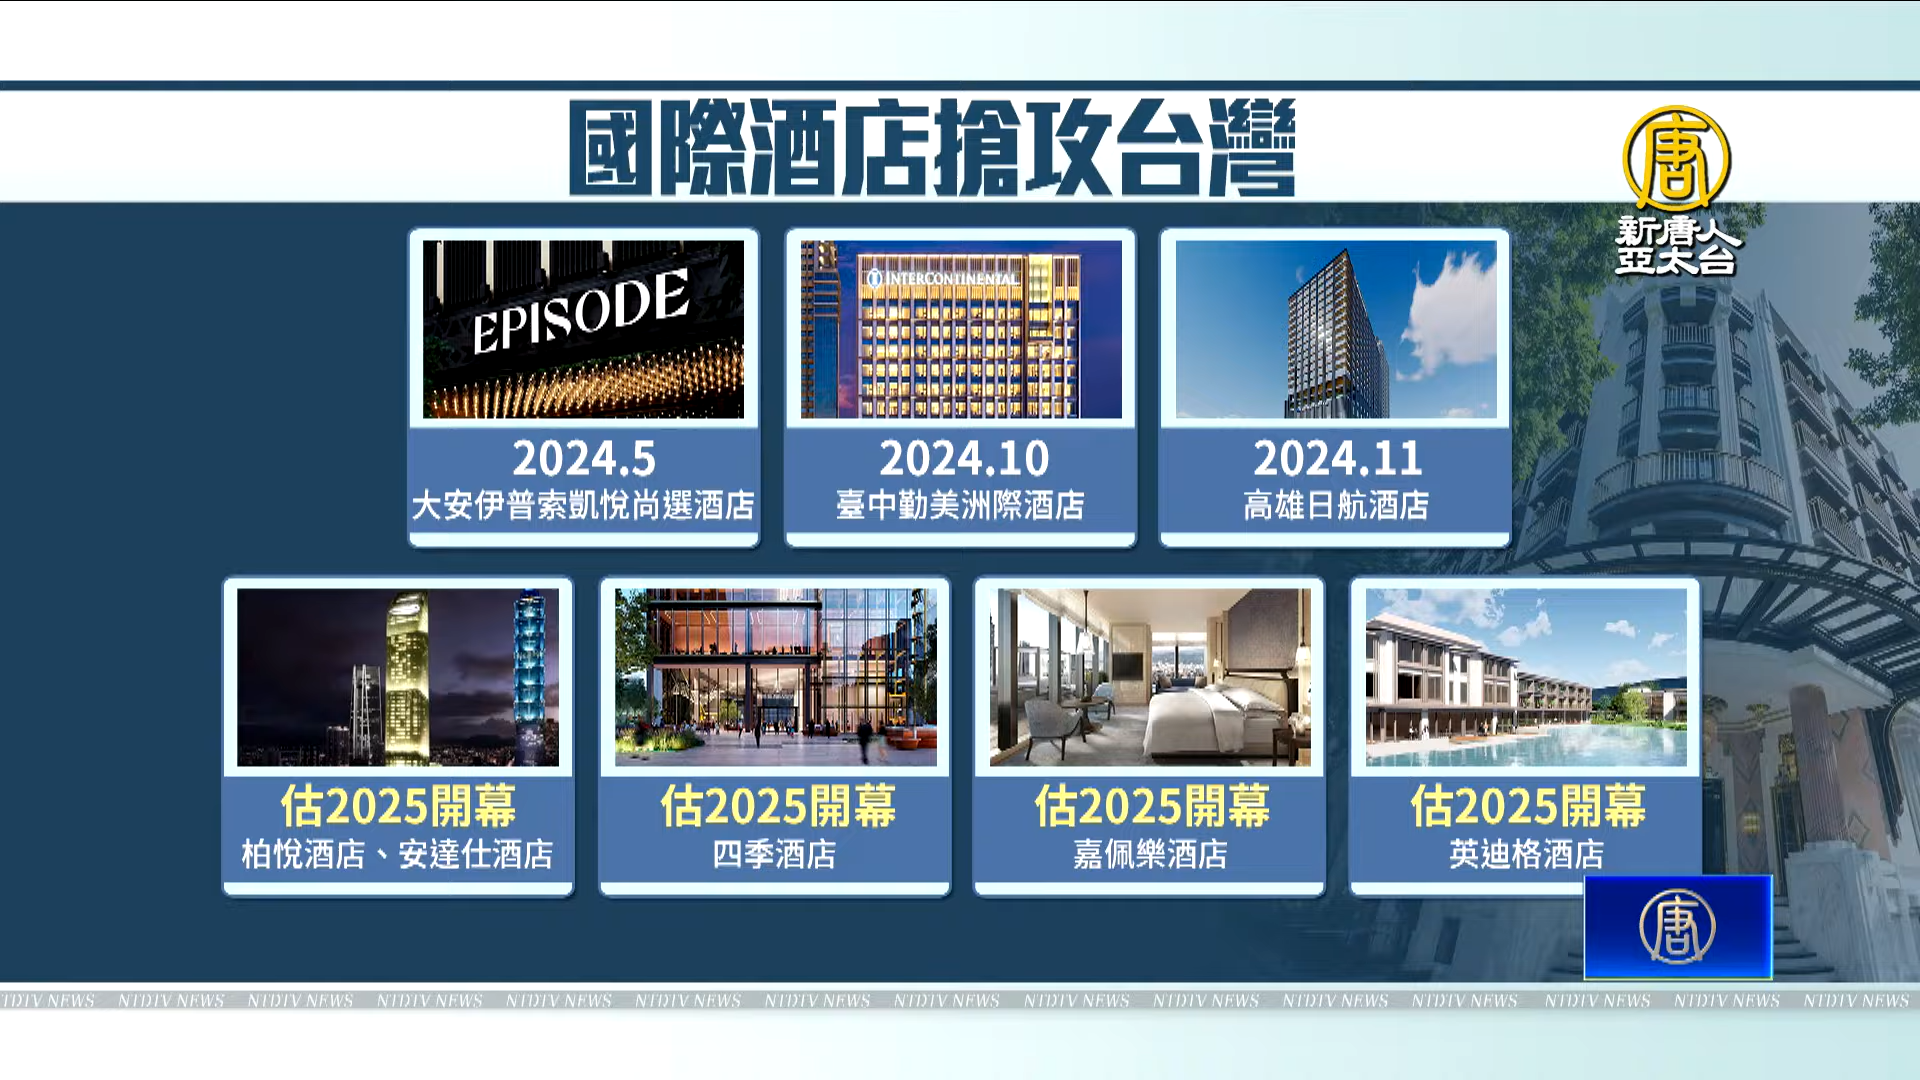 國際酒店搶攻台灣
唐
新唐人
亞太台
EPISODE
INTERCONTINENTAL
2024.5
大安伊普索凱悅尚選酒店
2024.10
臺中勤美洲際酒店
2024.11
高雄日航酒店
估2025開幕
柏悅酒店、安達仕酒店
估2025開幕
四季酒店
估2025開幕
嘉佩樂酒店
估2025開幕
英迪格酒店
唐
NTDTV NEWS NTDTV NEWS NTDTV NEWS NTDTV NEWS NTDTV NEWS NTDTV NEWS NTDTV NEWS NTDTV NEWS NTDTV NEWS NTDTV NEWS NTDTV NEWS NTDTV NEWS NTDTV NEWS NTDTV NEWS NTDTV NEWS